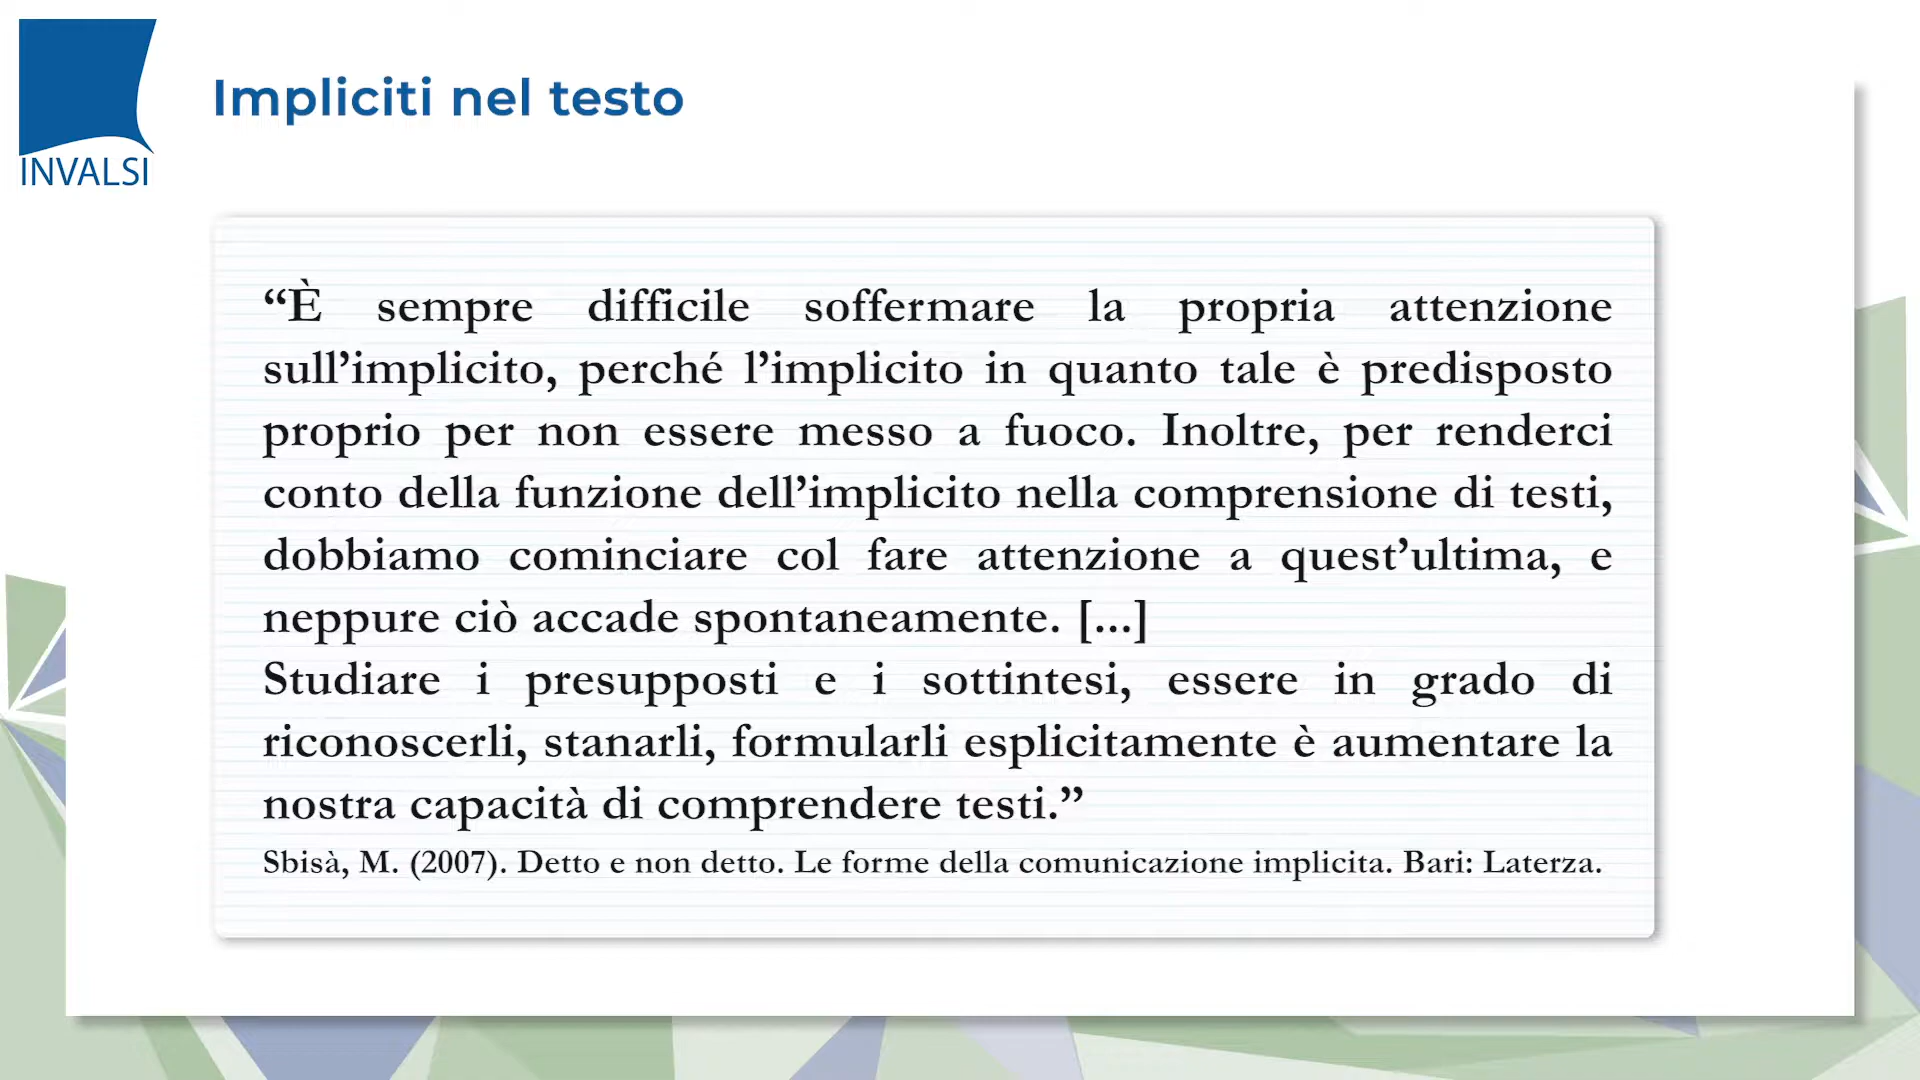 INVALSI
Impliciti nel testo
“È sempre difficile soffermare la propria attenzione
sull’implicito, perché l’implicito in quanto tale è predisposto
proprio per non essere messo a fuoco. Inoltre, per renderci
conto della funzione dell’implicito nella comprensione di testi,
dobbiamo cominciare col fare attenzione a quest’ultima, e
neppure ciò accade spontaneamente. [...]
Studiare i presupposti e i sottintesi, essere in grado di
riconoscerli, stanarli, formularli esplicitamente è aumentare la
nostra capacità di comprendere testi.”
Sbisà, M. (2007). Detto e non detto. Le forme della comunicazione implicita. Bari: Laterza.